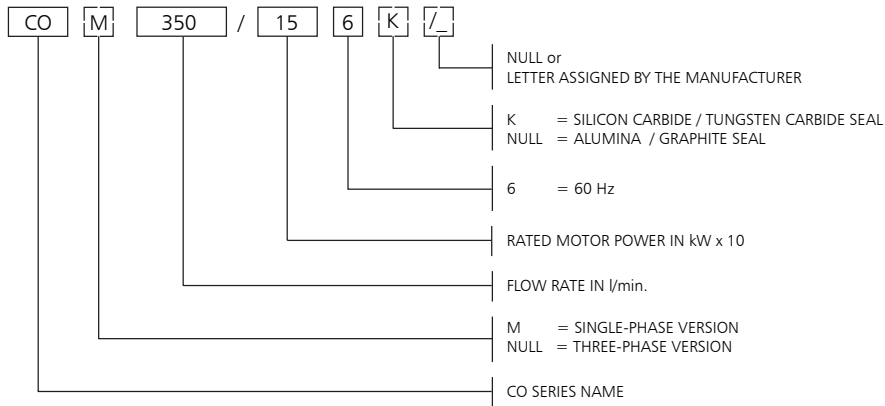 CO M 350 / 15 6 K /_
NULL or
LETTER ASSIGNED BY THE MANUFACTURER
K = SILICON CARBIDE / TUNGSTEN CARBIDE SEAL
NULL = ALUMINA / GRAPHITE SEAL
6 = 60 Hz
RATED MOTOR POWER IN kW x 10
FLOW RATE IN l/min.
M = SINGLE-PHASE VERSION
NULL = THREE-PHASE VERSION
CO SERIES NAME